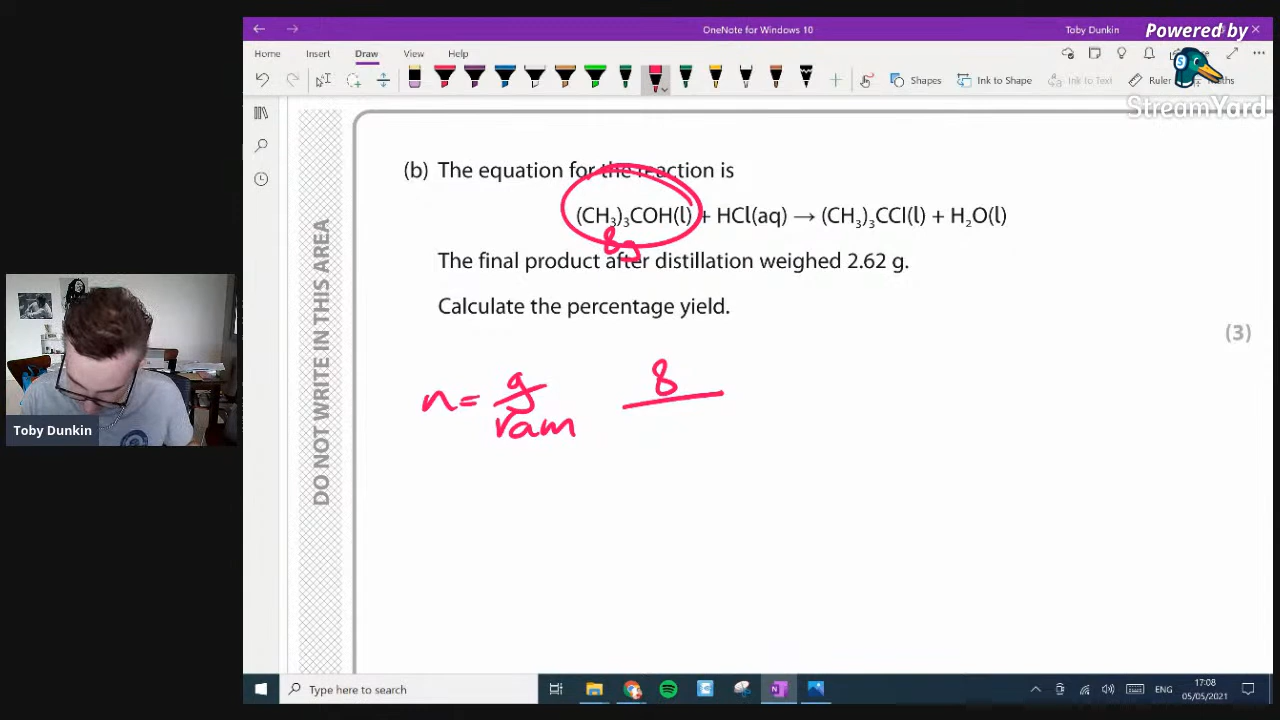 OneNote for Windows 10
Toby Dunkin
Powered by
Home Insert Draw View Help
Shapes Ink to Shape Ink to Text Ruler
StreamYard
DO NOT WRITE IN THIS AREA
(b) The equation for the reaction is
(CH₃)₃COH(l) + HCl(aq) → (CH₃)₃CCl(l) + H₂O(l)
8g
The final product after distillation weighed 2.62 g.
Calculate the percentage yield.
(3)
n = g/ram 8
Toby Dunkin
Type here to search
ENG
17:08
05/05/2021